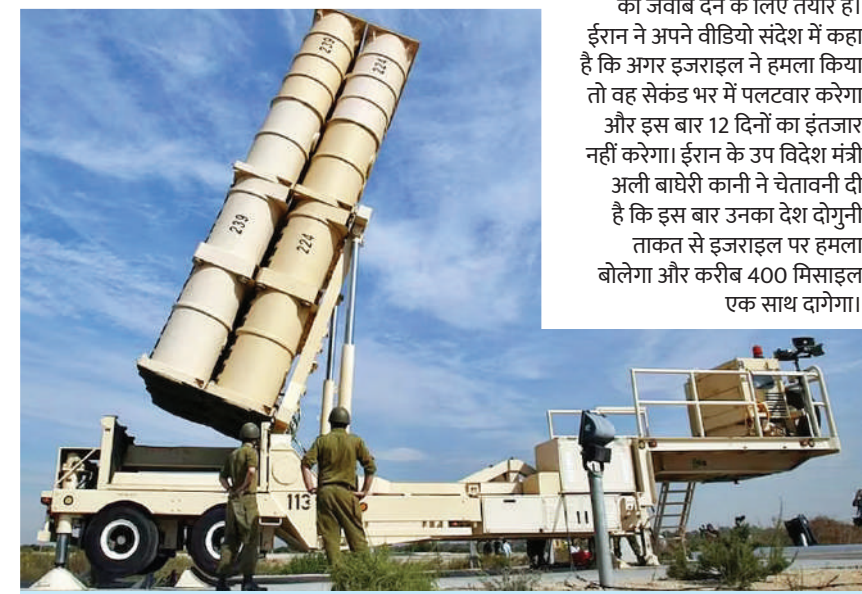 का जवाब देने के लिए तैयार है।
ईरान ने अपने वीडियो संदेश में कहा
है कि अगर इजराइल ने हमला किया
तो वह सेकंड भर में पलटवार करेगा
और इस बार 12 दिनों का इंतजार
नहीं करेगा। ईरान के उप विदेश मंत्री
अली बाघेरी कानी ने चेतावनी दी
है कि इस बार उनका देश दोगुनी
ताकत से इजराइल पर हमला
बोलेगा और करीब 400 मिसाइल
एक साथ दागेगा।
239
224
239
224
113
11